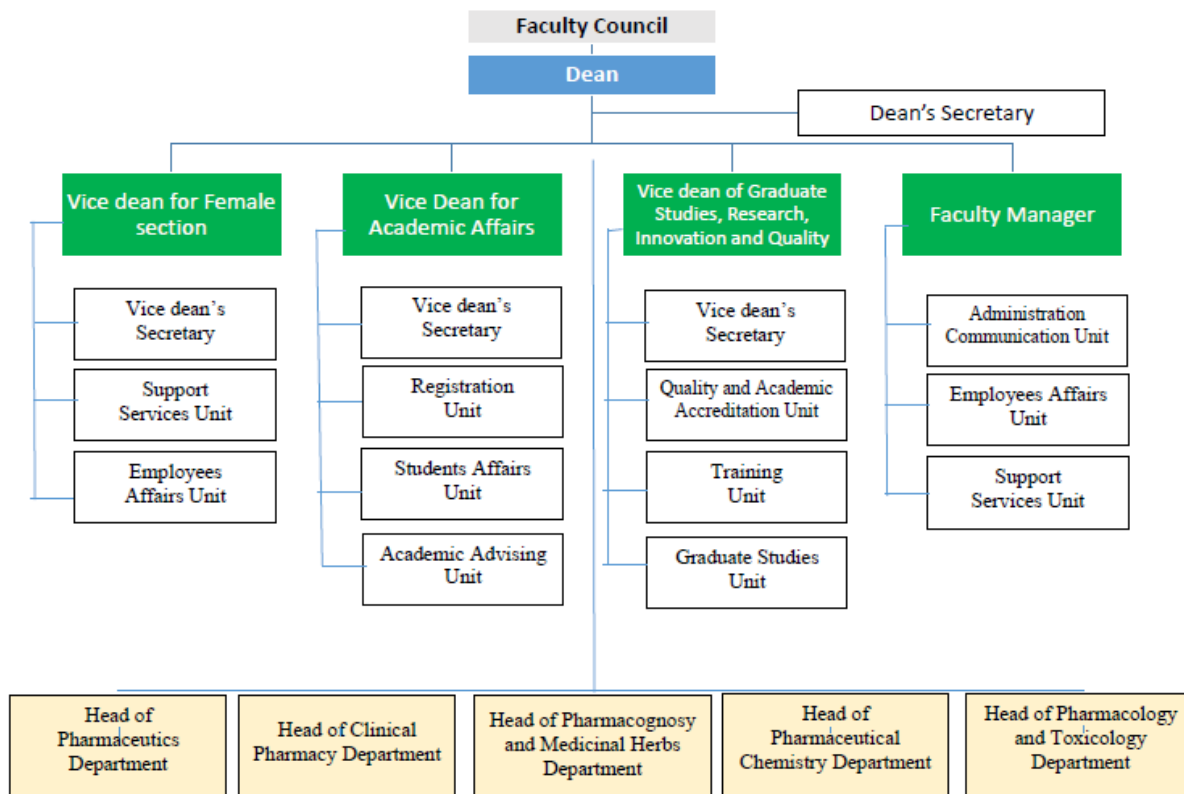 Faculty Council
Dean
Dean’s Secretary
Vice dean for Female
section
Vice Dean for
Academic Affairs
Vice dean of Graduate
Studies, Research,
Innovation and Quality
Faculty Manager
Vice dean’s
Secretary
Support
Services Unit
Employees
Affairs Unit
Vice dean’s
Secretary
Registration
Unit
Students Affairs
Unit
Academic Advising
Unit
Vice dean’s
Secretary
Quality and Academic
Accreditation Unit
Training
Unit
Graduate Studies
Unit
Administration
Communication Unit
Employees Affairs
Unit
Support
Services Unit
Head of
Pharmaceutics
Department
Head of Clinical
Pharmacy Department
Head of Pharmacognosy
and Medicinal Herbs
Department
Head of
Pharmaceutical
Chemistry Department
Head of Pharmacology
and Toxicology
Department